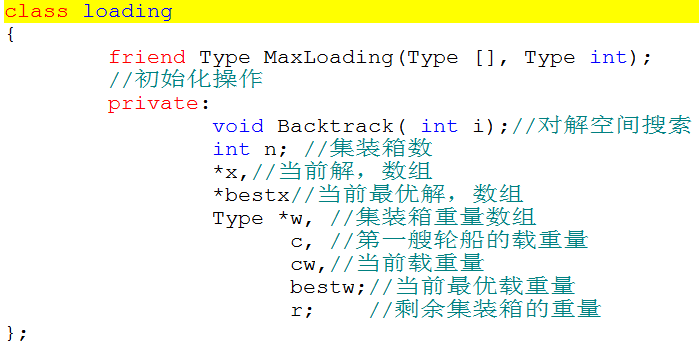 class loading
{
friend Type MaxLoading(Type [], Type int);
//初始化操作
private:
void Backtrack( int i);//对解空间搜索
int n; //集装箱数
*x,//当前解，数组
*bestx//当前最优解，数组
Type *w, //集装箱重量数组
c, //第一艘轮船的载重量
cw,//当前载重量
bestw;//当前最优载重量
r; //剩余集装箱的重量
};